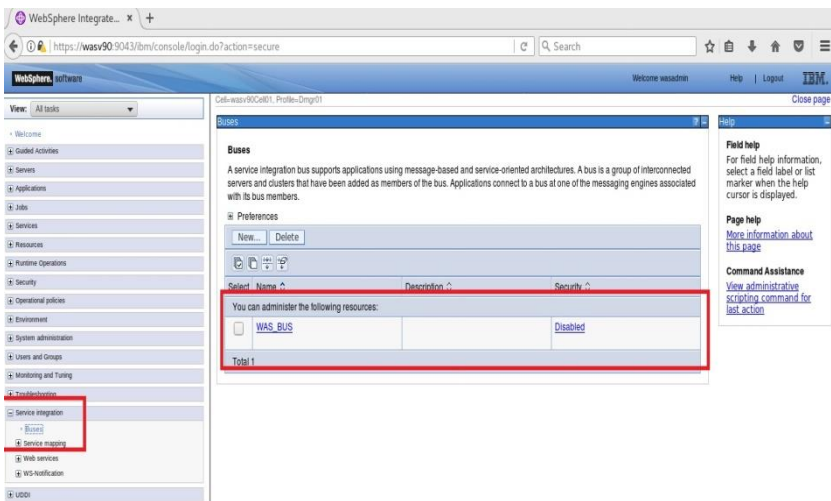 WebSphere Integrate... × +
https://wasv90:9043/ibm/console/login.do?action=secure
Search
WebSphere. software
Welcome wasadmin
Help | Logout
IBM.
Cell=wasv90Cell01, Profile=Dmgr01
Close page
View: All tasks
Welcome
Guided Activities
Servers
Applications
Jobs
Services
Resources
Runtime Operations
Security
Operational policies
Environment
System administration
Users and Groups
Monitoring and Tuning
Troubleshooting
Service integration
Buses
Service mapping
Web services
WS-Notification
UDDI
Buses
Buses
A service integration bus supports applications using message-based and service-oriented architectures. A bus is a group of interconnected
servers and clusters that have been added as members of the bus. Applications connect to a bus at one of the messaging engines associated
with its bus members.
Preferences
New... Delete
Select Name Description Security
You can administer the following resources:
WAS_BUS Disabled
Total 1
Help
Field help
For field help information,
select a field label or list
marker when the help
cursor is displayed.
Page help
More information about
this page
Command Assistance
View administrative
scripting command for
last action